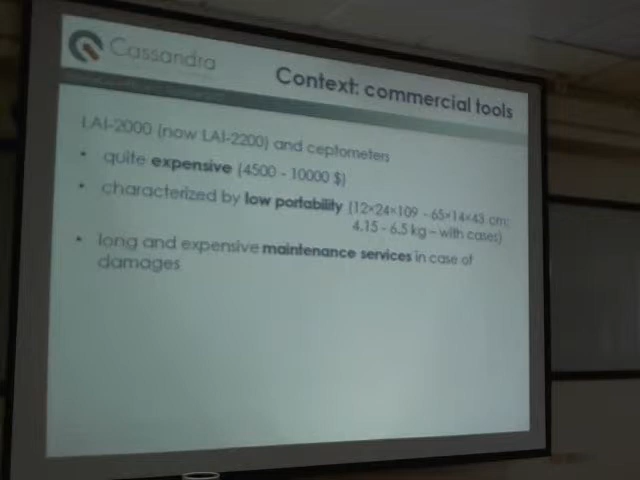 Cassandra
Context: commercial tools
LAI-2000 (now LAI-2200) and ceptometers
• quite expensive (4500 - 10000 $)
• characterized by low portability (12×24×109 - 65×14×43 cm;
4.15 - 6.5 kg – with cases)
• long and expensive maintenance services in case of
damages